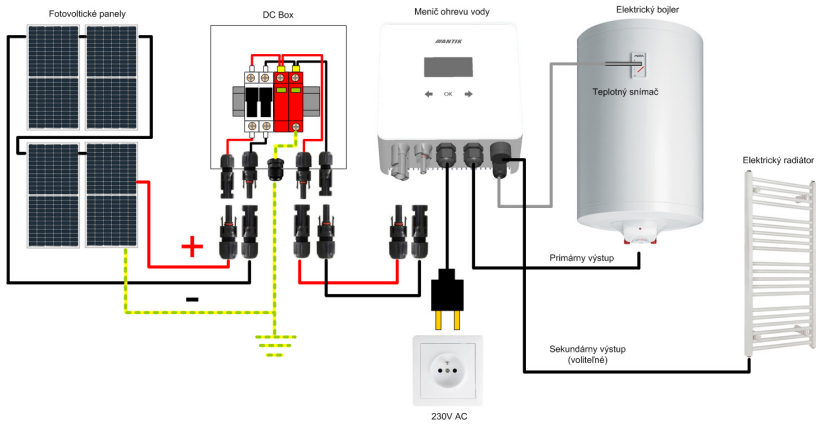 Fotovoltické panely
DC Box
Menič ohrevu vody
Elektrický bojler
ANTIK
OK
Teplotný snímač
Elektrický radiátor
+
Primárny výstup
-
Sekundárny výstup
(voliteľné)
230V AC